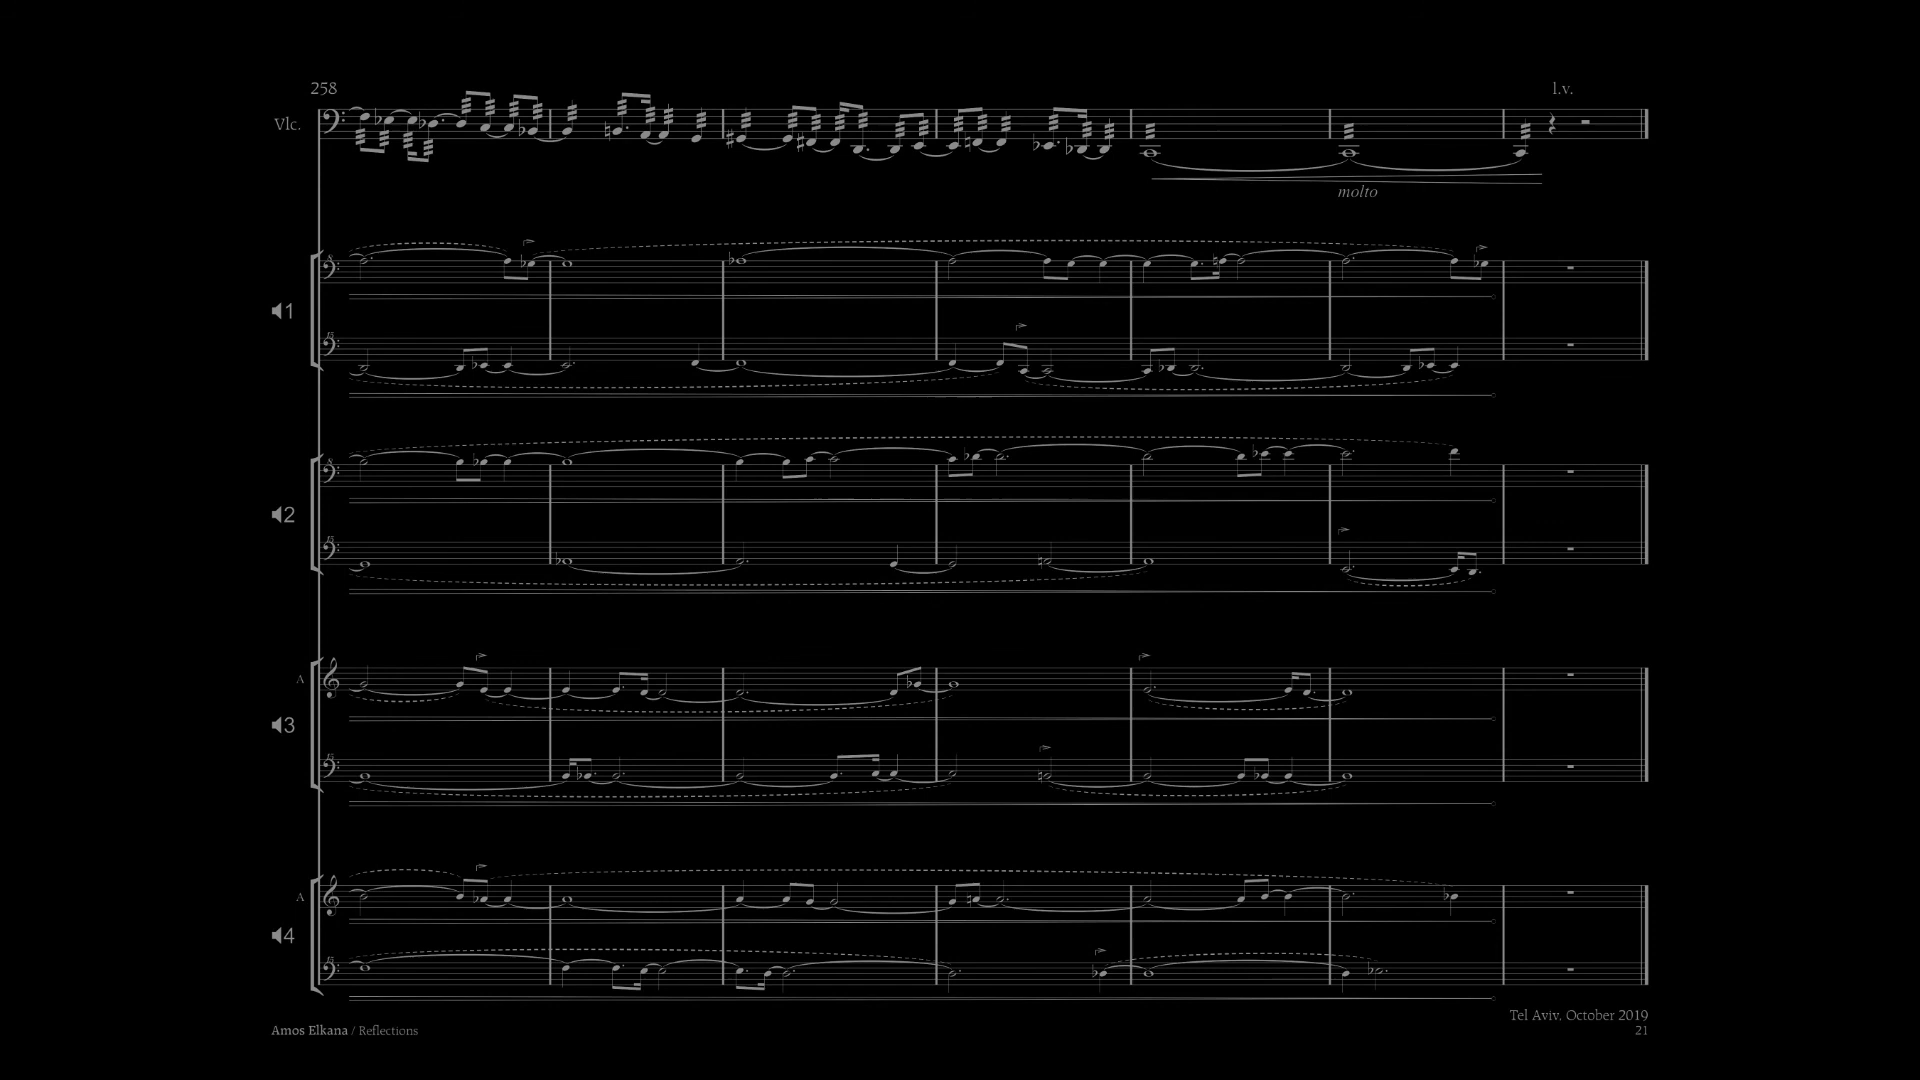 258
l.v.
Vlc.
molto
1
2
A
3
A
4
Tel Aviv, October 2019
Amos Elkana / Reflections
21